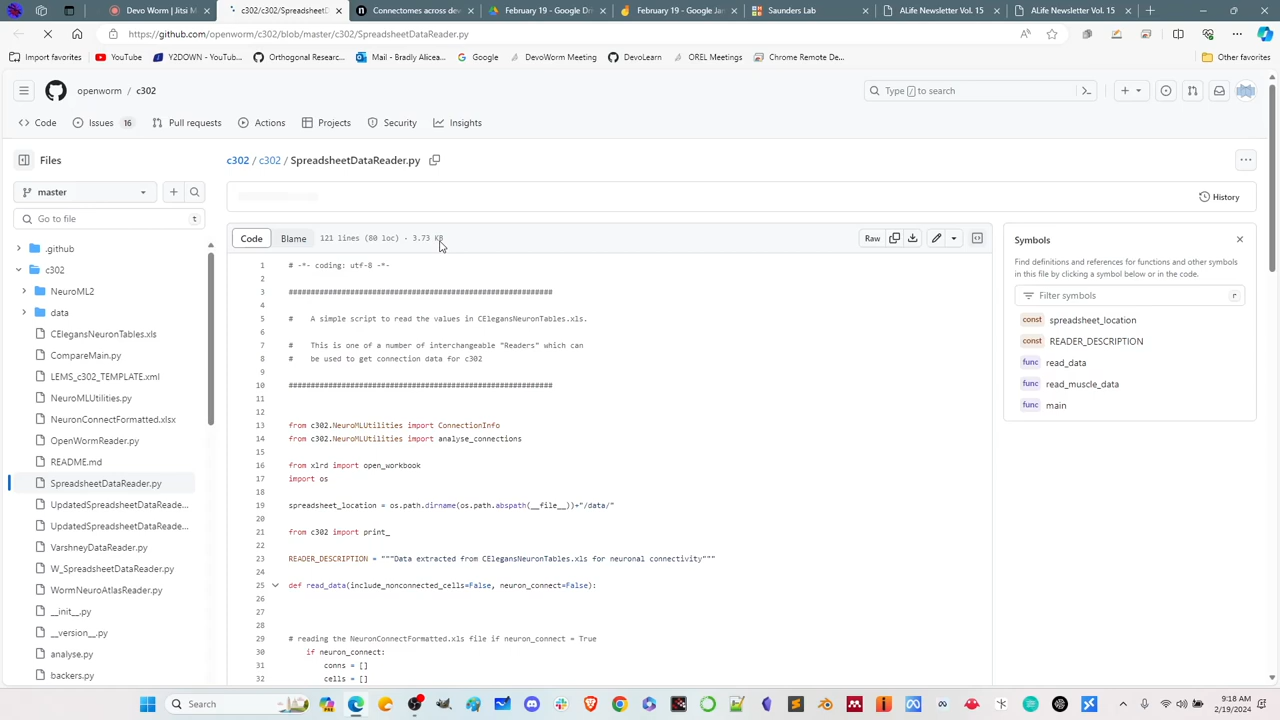 Devo Worm | Jitsi M
c302/c302/Spreadshe
Connectomes across dev
February 19 - Google Dr
February 19 - Google Jan
Saunders Lab
ALife Newsletter Vol. 15
ALife Newsletter Vol. 15
https://github.com/openworm/c302/blob/master/c302/SpreadsheetDataReader.py
Import favorites
YouTube
Y2DOWN - YouTub...
Orthogonal Researc...
Mail - Bradly Alicea...
Google
DevoWorm Meeting
DevoLearn
OREL Meetings
Chrome Remote De...
Other favorites
openworm / c302
Type / to search
Code
Issues 16
Pull requests
Actions
Projects
Security
Insights
Files
c302 / c302 / SpreadsheetDataReader.py
master
History
Go to file t
Code Blame 121 lines (80 loc) · 3.73 KB
Raw
Symbols
Find definitions and references for functions and other symbols
in this file by clicking a symbol below or in the code.
Filter symbols r
const spreadsheet_location
const READER_DESCRIPTION
func read_data
func read_muscle_data
func main
.github
c302
NeuroML2
data
CElegansNeuronTables.xls
CompareMain.py
LEMS_c302_TEMPLATE.xml
NeuroMLUtilities.py
NeuronConnectFormatted.xlsx
OpenWormReader.py
README.md
SpreadsheetDataReader.py
UpdatedSpreadsheetDataReade...
UpdatedSpreadsheetDataReade...
VarshneyDataReader.py
W_SpreadsheetDataReader.py
WormNeuroAtlasReader.py
__init__.py
__version__.py
analyse.py
backers.py
1 # -*- coding: utf-8 -*-
2
3 ############################################################
4
5 # A simple script to read the values in CElegansNeuronTables.xls.
6
7 # This is one of a number of interchangeable "Readers" which can
8 # be used to get connection data for c302
9
10 ############################################################
11
12
13 from c302.NeuroMLUtilities import ConnectionInfo
14 from c302.NeuroMLUtilities import analyse_connections
15
16 from xlrd import open_workbook
17 import os
18
19 spreadsheet_location = os.path.dirname(os.path.abspath(__file__))+"/data/"
20
21 from c302 import print_
22
23 READER_DESCRIPTION = """Data extracted from CElegansNeuronTables.xls for neuronal connectivity"""
24
25 def read_data(include_nonconnected_cells=False, neuron_connect=False):
26
27
28
29 # reading the NeuronConnectFormatted.xls file if neuron_connect = True
30 if neuron_connect:
31 conns = []
32 cells = []
Search
9:18 AM
2/19/2024